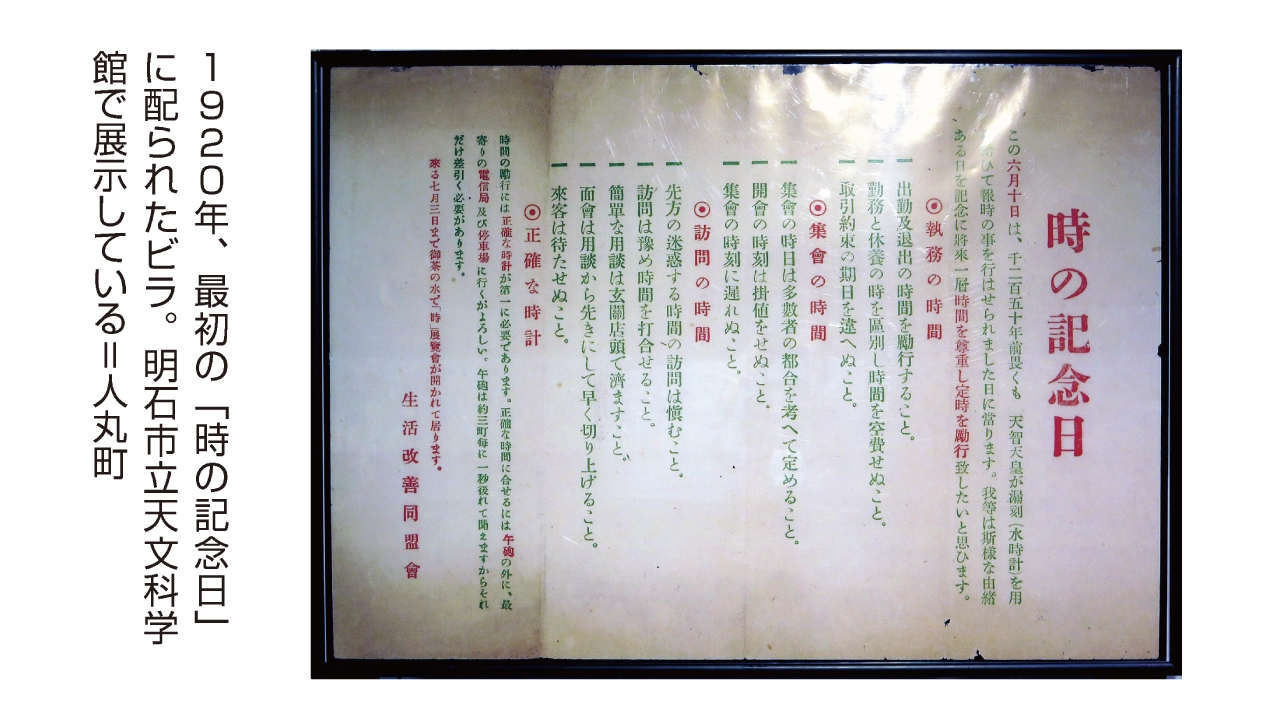 時の記念日
この六月十日は、千二百五十年前畏くも 天智天皇が漏刻(水時計)を用
ひて報時の事を行はせられました日に當ります。我等は斯様な由緒
ある日を記念に將來一層時間を尊重し定時を勵行致したいと思ひます。
◉執務の時間
一 出勤及退出の時間を勵行すること。
一 勤務と休養の時を區別し時間を空費せぬこと。
一 取引約束の期日を違へぬこと。
◉集會の時間
一 集會の時日は多數者の都合を考へて定めること。
一 開會の時刻は掛値をせぬこと。
一 集會の時刻に遲れぬこと。
◉訪問の時間
一 先方の迷惑する時間の訪問は愼むこと。
一 訪問は豫め時間を打合せること。
一 簡單な用談は玄關店頭で濟ますこと。
一 面會は用談から先きにして早く切り上げること。
一 來客は待たせぬこと。
◉正確な時計
時間の勵行には正確な時計が第一に必要であります。正確な時間に合せるには午砲の外に、最
寄りの電信局及び停車場に行くがよろしい。午砲は約三町毎に一秒後れて聞えますからそれ
だけ差引く必要があります。
來る七月三日まで御茶の水で「時」展覽會が開かれて居ります。
生活改善同盟會
1920年、最初の「時の記念日」
に配られたビラ。明石市立天文科学
館で展示している=人丸町